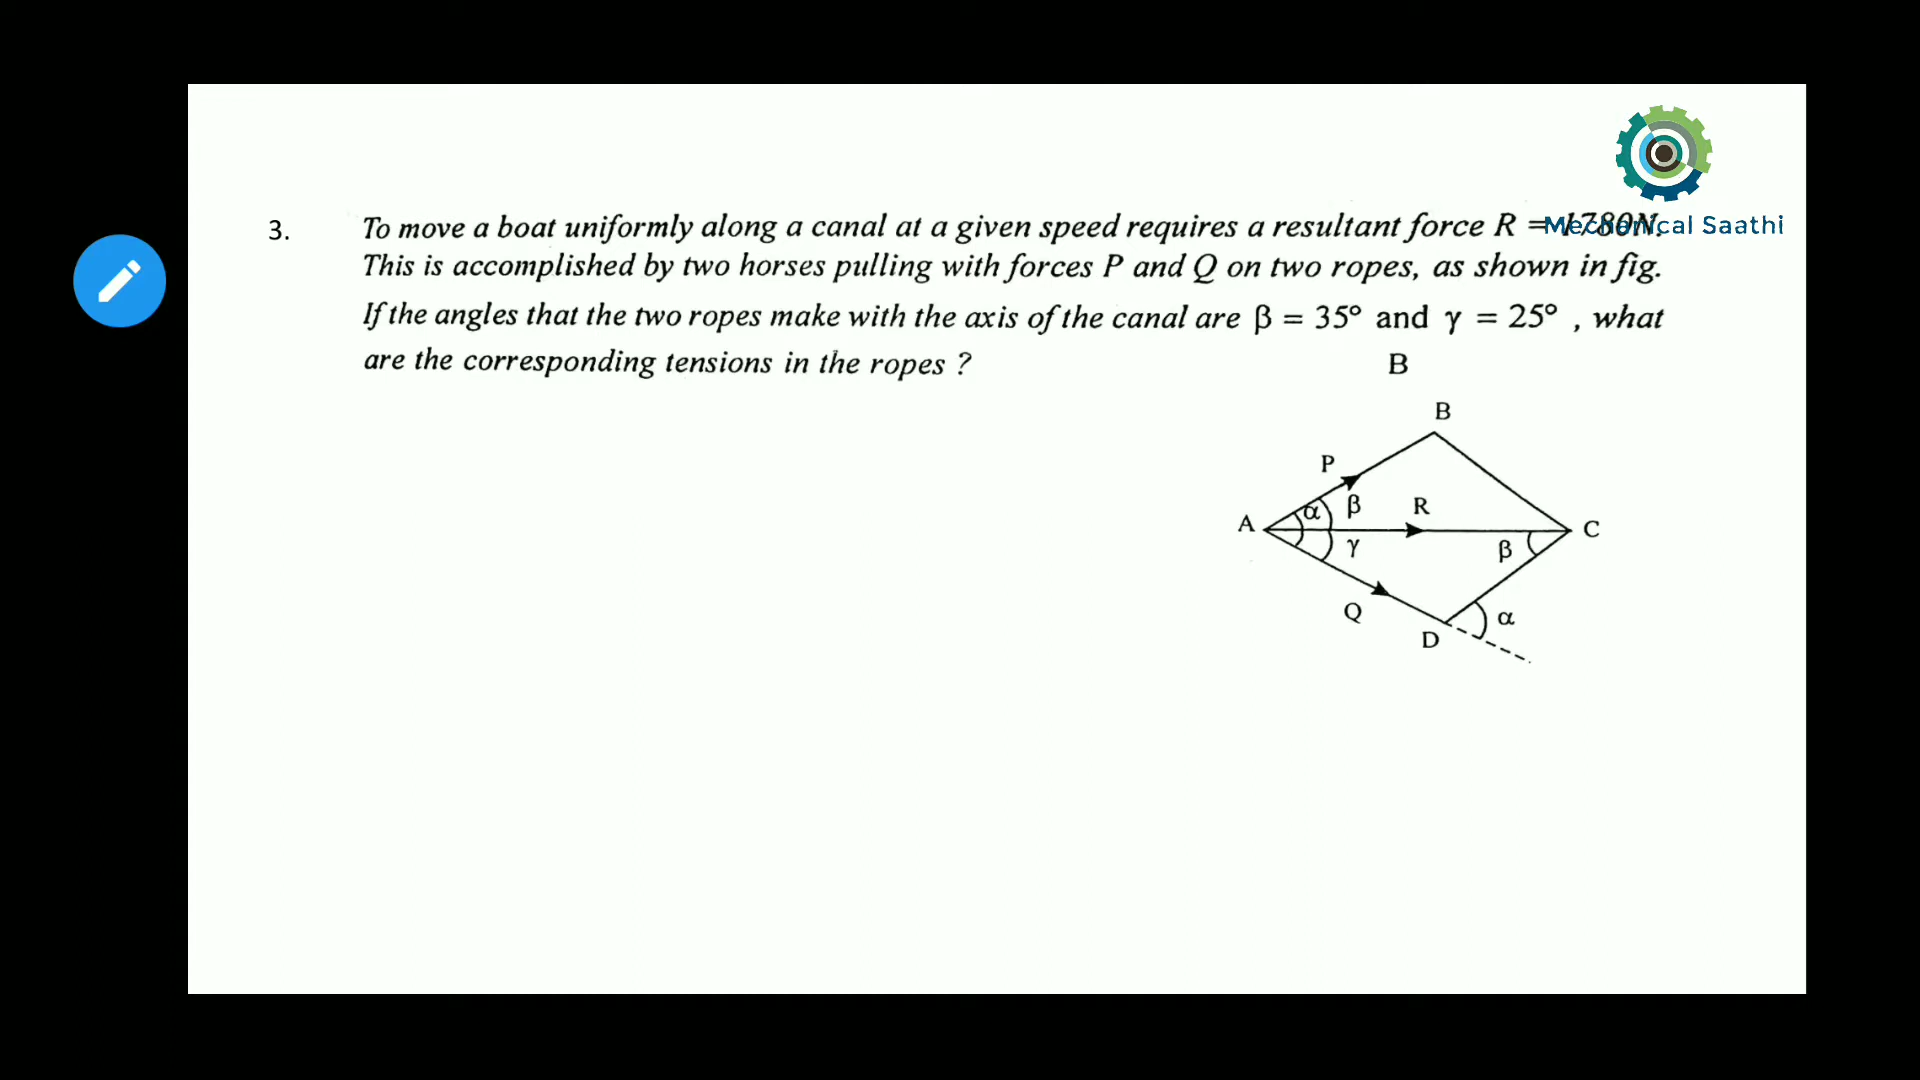 3. To move a boat uniformly along a canal at a given speed requires a resultant force R = 1780N.
Mechanical Saathi
This is accomplished by two horses pulling with forces P and Q on two ropes, as shown in fig.
If the angles that the two ropes make with the axis of the canal are β = 35° and γ = 25° , what
are the corresponding tensions in the ropes ?
B
B
P
α β R
A C
γ β
Q α
D